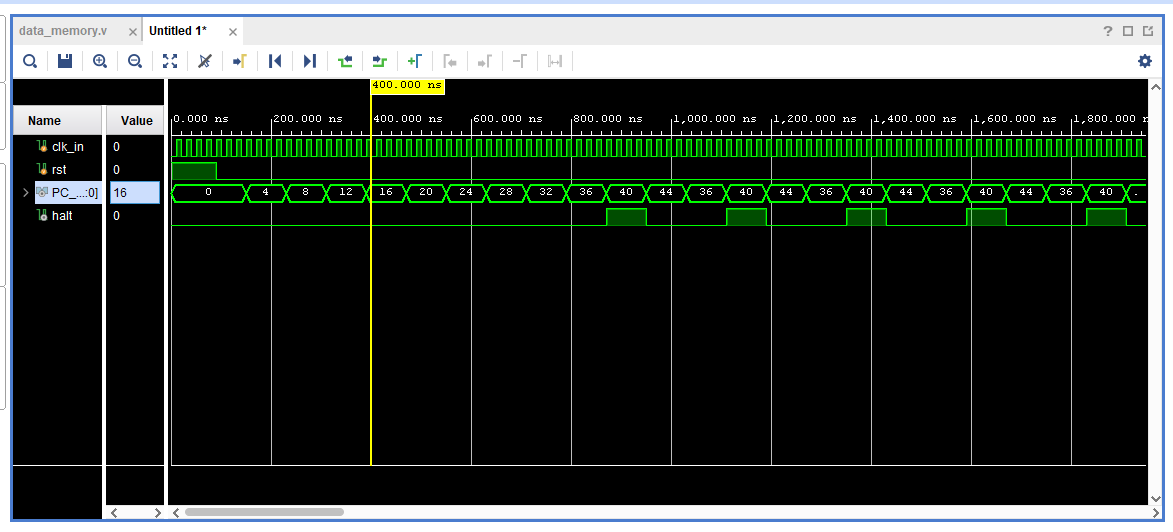 data_memory.v × Untitled 1* ×
400.000 ns
Name Value
0.000 ns 200.000 ns 400.000 ns 600.000 ns 800.000 ns 1,000.000 ns 1,200.000 ns 1,400.000 ns 1,600.000 ns 1,800.000 n
clk_in 0
rst 0
PC_...:0] 16 0 4 8 12 16 20 24 28 32 36 40 44 36 40 44 36 40 44 36 40 44 36 40 .
halt 0